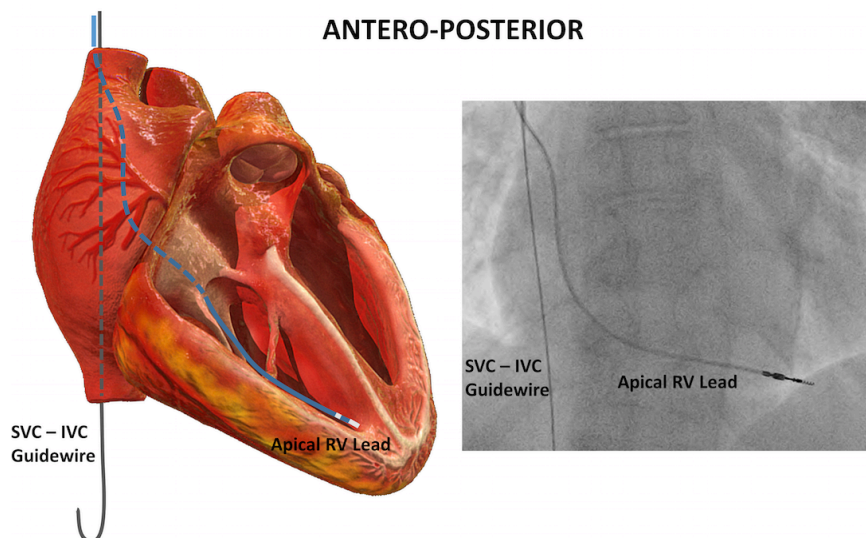 ANTERO-POSTERIOR
SVC – IVC
Guidewire
Apical RV Lead
SVC – IVC
Guidewire
Apical RV Lead